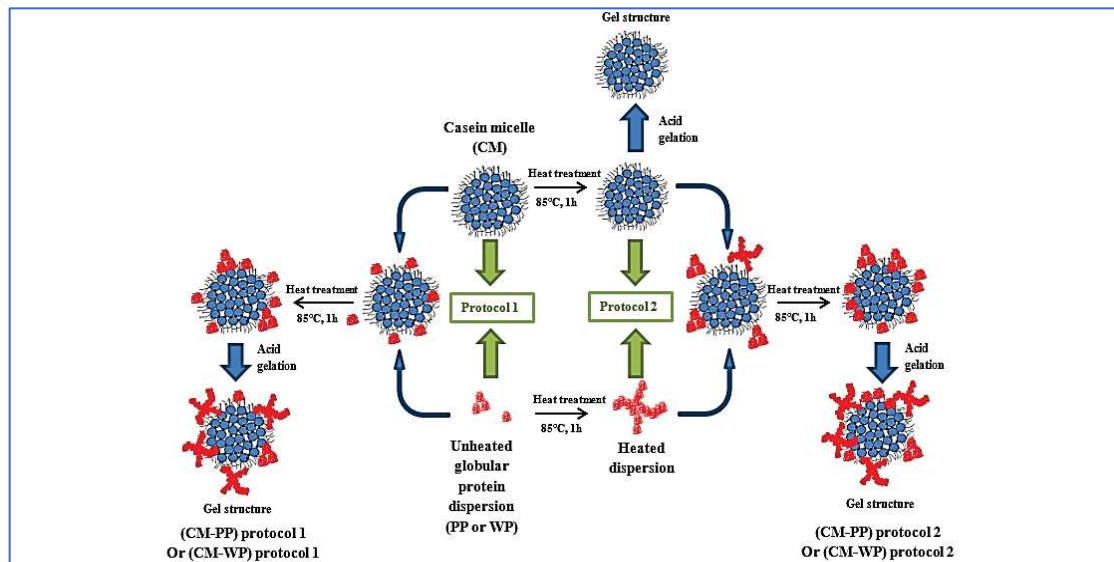 Gel structure
Acid
gelation
Casein micelle
(CM)
Heat treatment
85°C, 1h
Heat treatment
85°C, 1h
Protocol 1
Protocol 2
Heat treatment
85°C, 1h
Acid
gelation
Acid
gelation
Heat treatment
85°C, 1h
Unheated
globular
protein
dispersion
(PP or WP)
Heated
dispersion
Gel structure
(CM-PP) protocol 1
Or (CM-WP) protocol 1
Gel structure
(CM-PP) protocol 2
Or (CM-WP) protocol 2